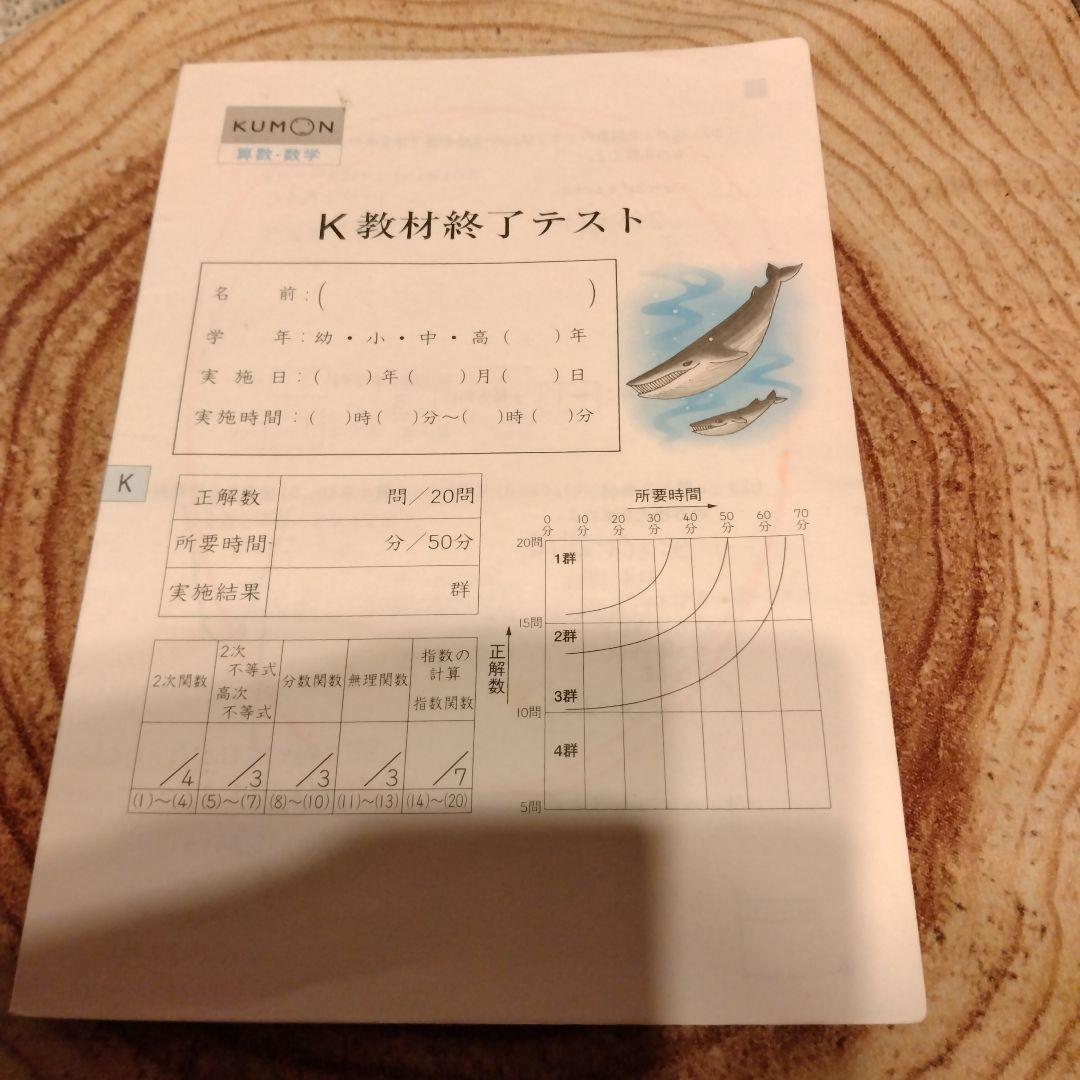 KUMON
算数・数学
K教材終了テスト
名 前：( )
学 年：幼・小・中・高( )年
実施日：( )年( )月( )日
実施時間：( )時( )分〜( )時( )分
K
正解数 問／20問
所要時間 分／50分
実施結果 群
所要時間
0分 10分 20分 30分 40分 50分 60分 70分
20問
15問
10問
5問
正解数
1群
2群
3群
4群
2次関数 2次不等式 高次不等式 分数関数 無理関数 指数の計算 指数関数
／4 ／3 ／3 ／3 ／7
(1)〜(4) (5)〜(7) (8)〜(10) (11)〜(13) (14)〜(20)